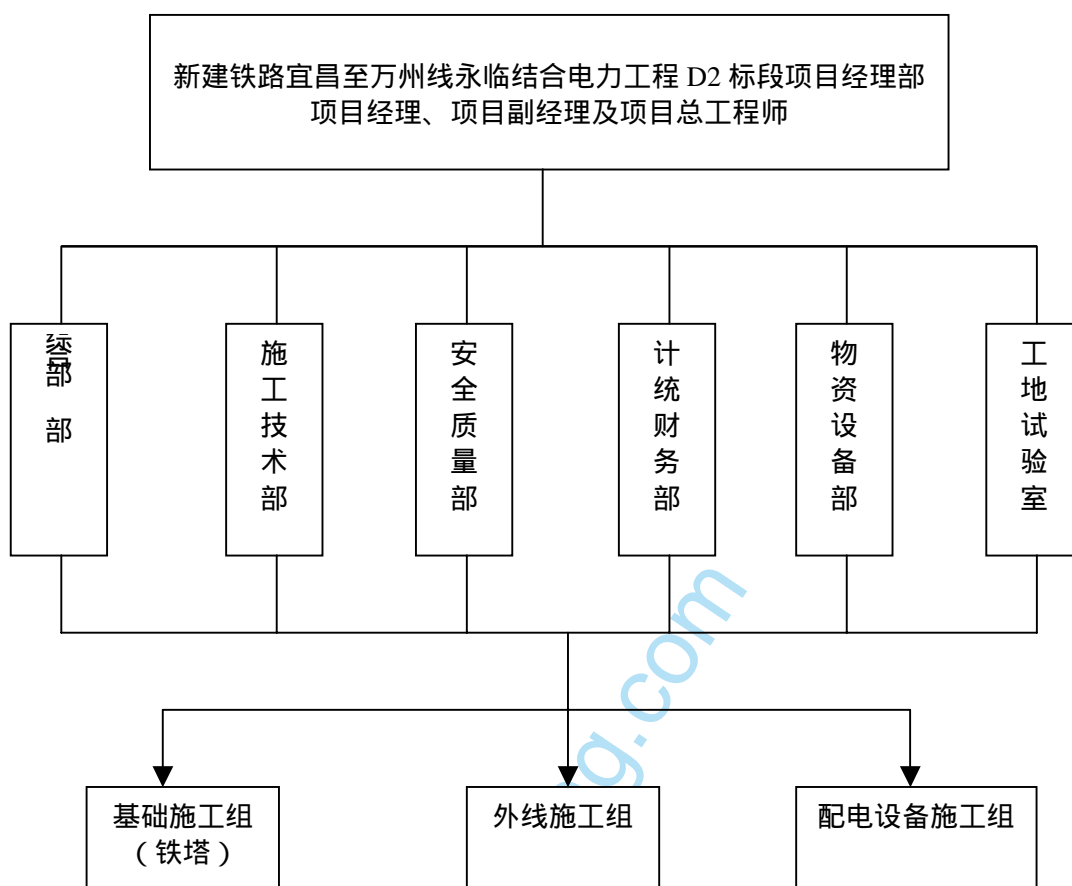 新建铁路宜昌至万州线永临结合电力工程 D2 标段项目经理部
项目经理、项目副经理及项目总工程师
部 部
施工技术部
安全质量部
计统财务部
物资设备部
工地试验室
基础施工组
（铁塔）
外线施工组
配电设备施工组
g.com